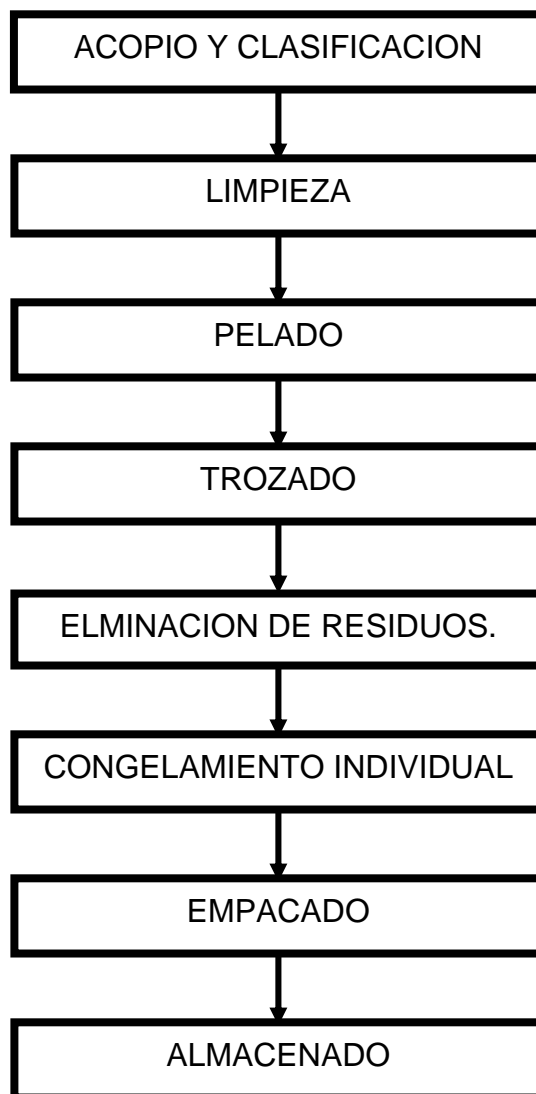 ACOPIO Y CLASIFICACION
LIMPIEZA
PELADO
TROZADO
ELMINACION DE RESIDUOS.
CONGELAMIENTO INDIVIDUAL
EMPACADO
ALMACENADO